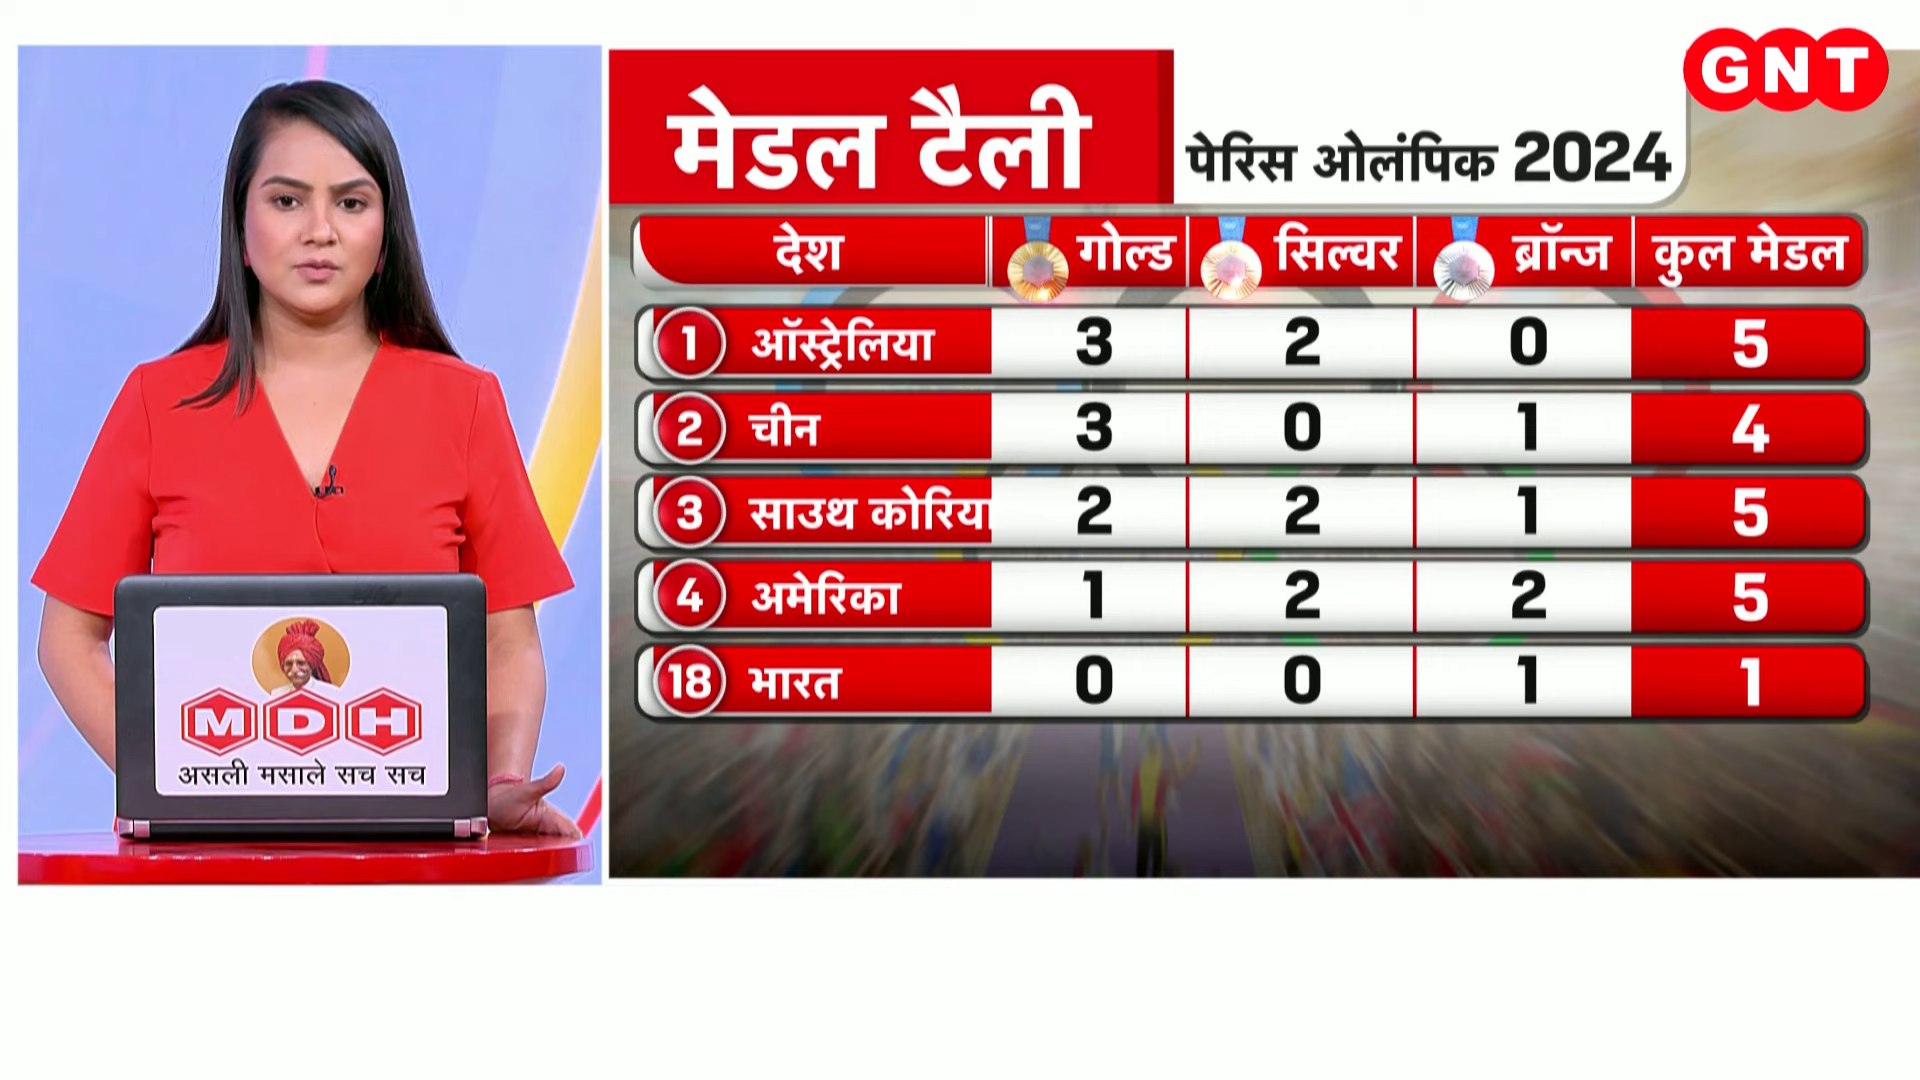 GNT
मेडल टैली
पेरिस ओलंपिक 2024
देश गोल्ड सिल्वर ब्रॉन्ज कुल मेडल
1 ऑस्ट्रेलिया 3 2 0 5
2 चीन 3 0 1 4
3 साउथ कोरिया 2 2 1 5
4 अमेरिका 1 2 2 5
18 भारत 0 0 1 1
MDH
असली मसाले सच सच